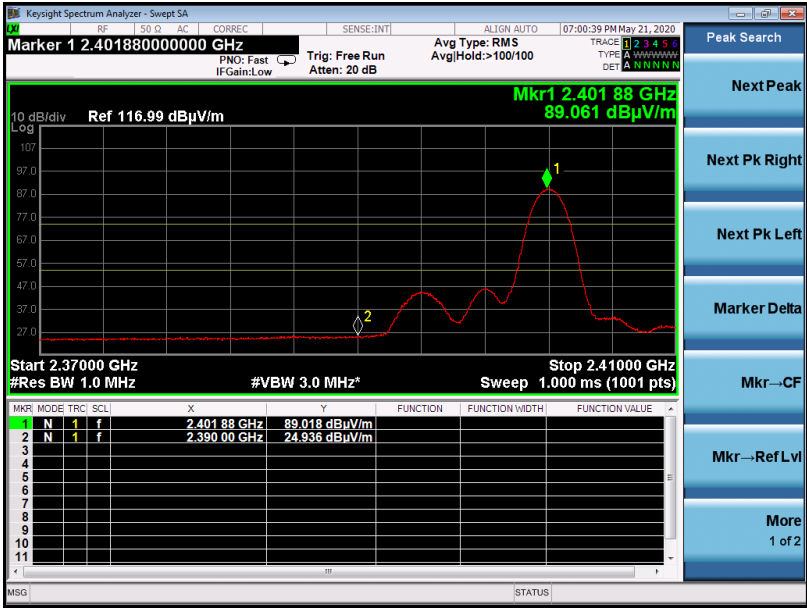 Keysight Spectrum Analyzer - Swept SA
LXI RF 50 Ω AC CORREC SENSE:INT ALIGN AUTO 07:00:39 PM May 21, 2020
Marker 1 2.401880000000 GHz
PNO: Fast
IFGain:Low
Trig: Free Run
Atten: 20 dB
Avg Type: RMS
Avg|Hold:>100/100
TRACE 1 2 3 4 5 6
TYPE A WWWWW
DET A N N N N N
Mkr1 2.401 88 GHz
89.061 dBµV/m
10 dB/div Ref 116.99 dBµV/m
Log
107
97.0
87.0
77.0
67.0
57.0
47.0
37.0
27.0
1
2
Start 2.37000 GHz Stop 2.41000 GHz
#Res BW 1.0 MHz #VBW 3.0 MHz* Sweep 1.000 ms (1001 pts)
MKR MODE TRC SCL X Y FUNCTION FUNCTION WIDTH FUNCTION VALUE
1 N 1 f 2.401 88 GHz 89.018 dBµV/m
2 N 1 f 2.390 00 GHz 24.936 dBµV/m
3
4
5
6
7
8
9
10
11
MSG STATUS
Peak Search
Next Peak
Next Pk Right
Next Pk Left
Marker Delta
Mkr→CF
Mkr→Ref Lvl
More
1 of 2